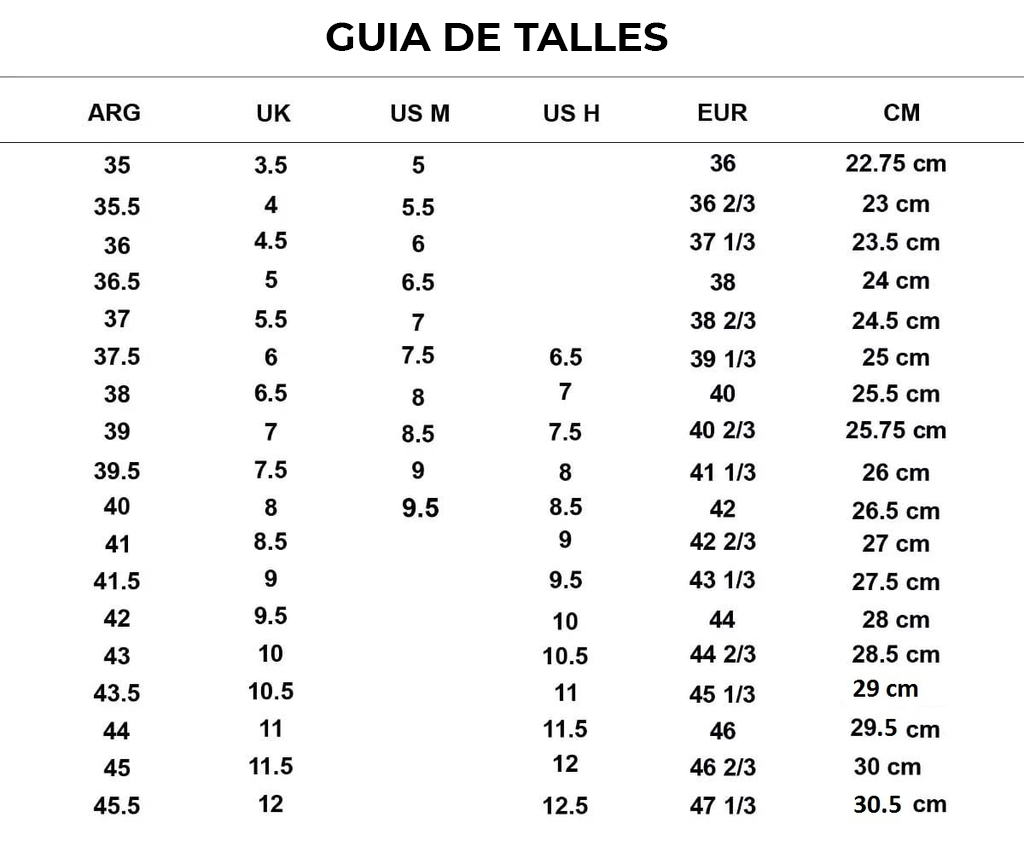 GUIA DE TALLES
ARG UK US M US H EUR CM
35 3.5 5 36 22.75 cm
35.5 4 5.5 36 2/3 23 cm
36 4.5 6 37 1/3 23.5 cm
36.5 5 6.5 38 24 cm
37 5.5 7 38 2/3 24.5 cm
37.5 6 7.5 6.5 39 1/3 25 cm
38 6.5 8 7 40 25.5 cm
39 7 8.5 7.5 40 2/3 25.75 cm
39.5 7.5 9 8 41 1/3 26 cm
40 8 9.5 8.5 42 26.5 cm
41 8.5 9 42 2/3 27 cm
41.5 9 9.5 43 1/3 27.5 cm
42 9.5 10 44 28 cm
43 10 10.5 44 2/3 28.5 cm
43.5 10.5 11 45 1/3 29 cm
44 11 11.5 46 29.5 cm
45 11.5 12 46 2/3 30 cm
45.5 12 12.5 47 1/3 30.5 cm